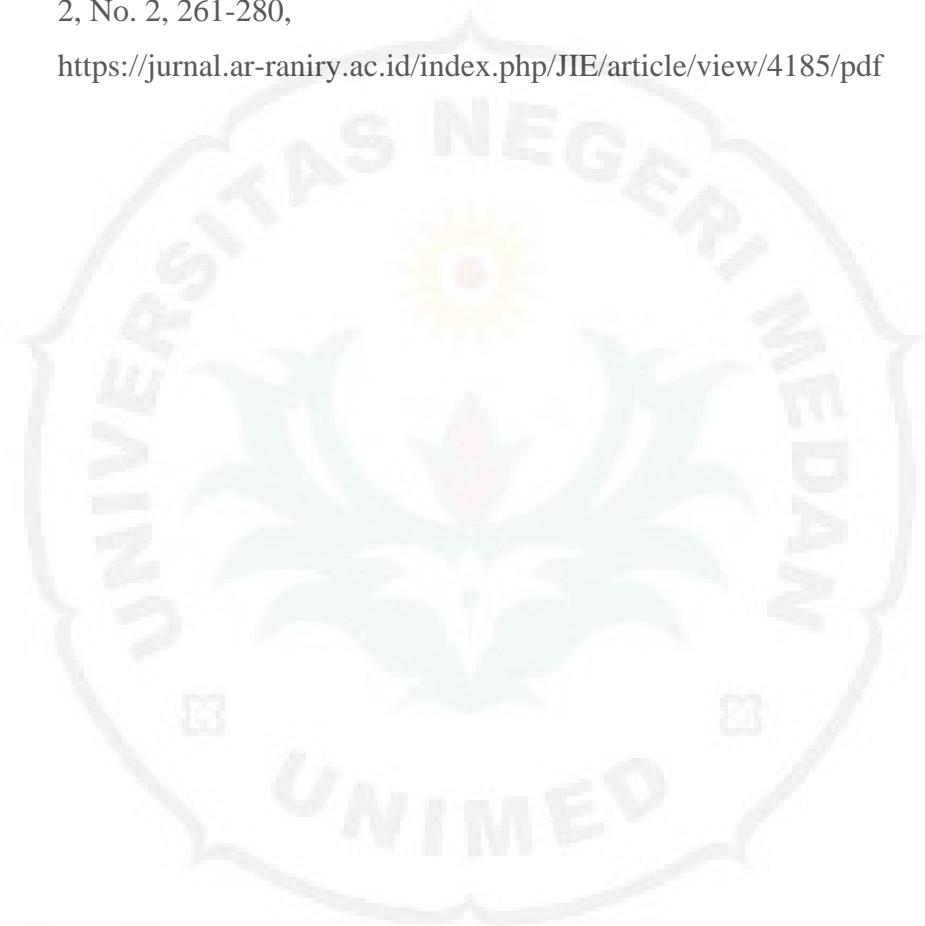 2, No. 2, 261-280,
https://jurnal.ar-raniry.ac.id/index.php/JIE/article/view/4185/pdf
UNIVERSITAS NEGERI MEDAN
UNIMED